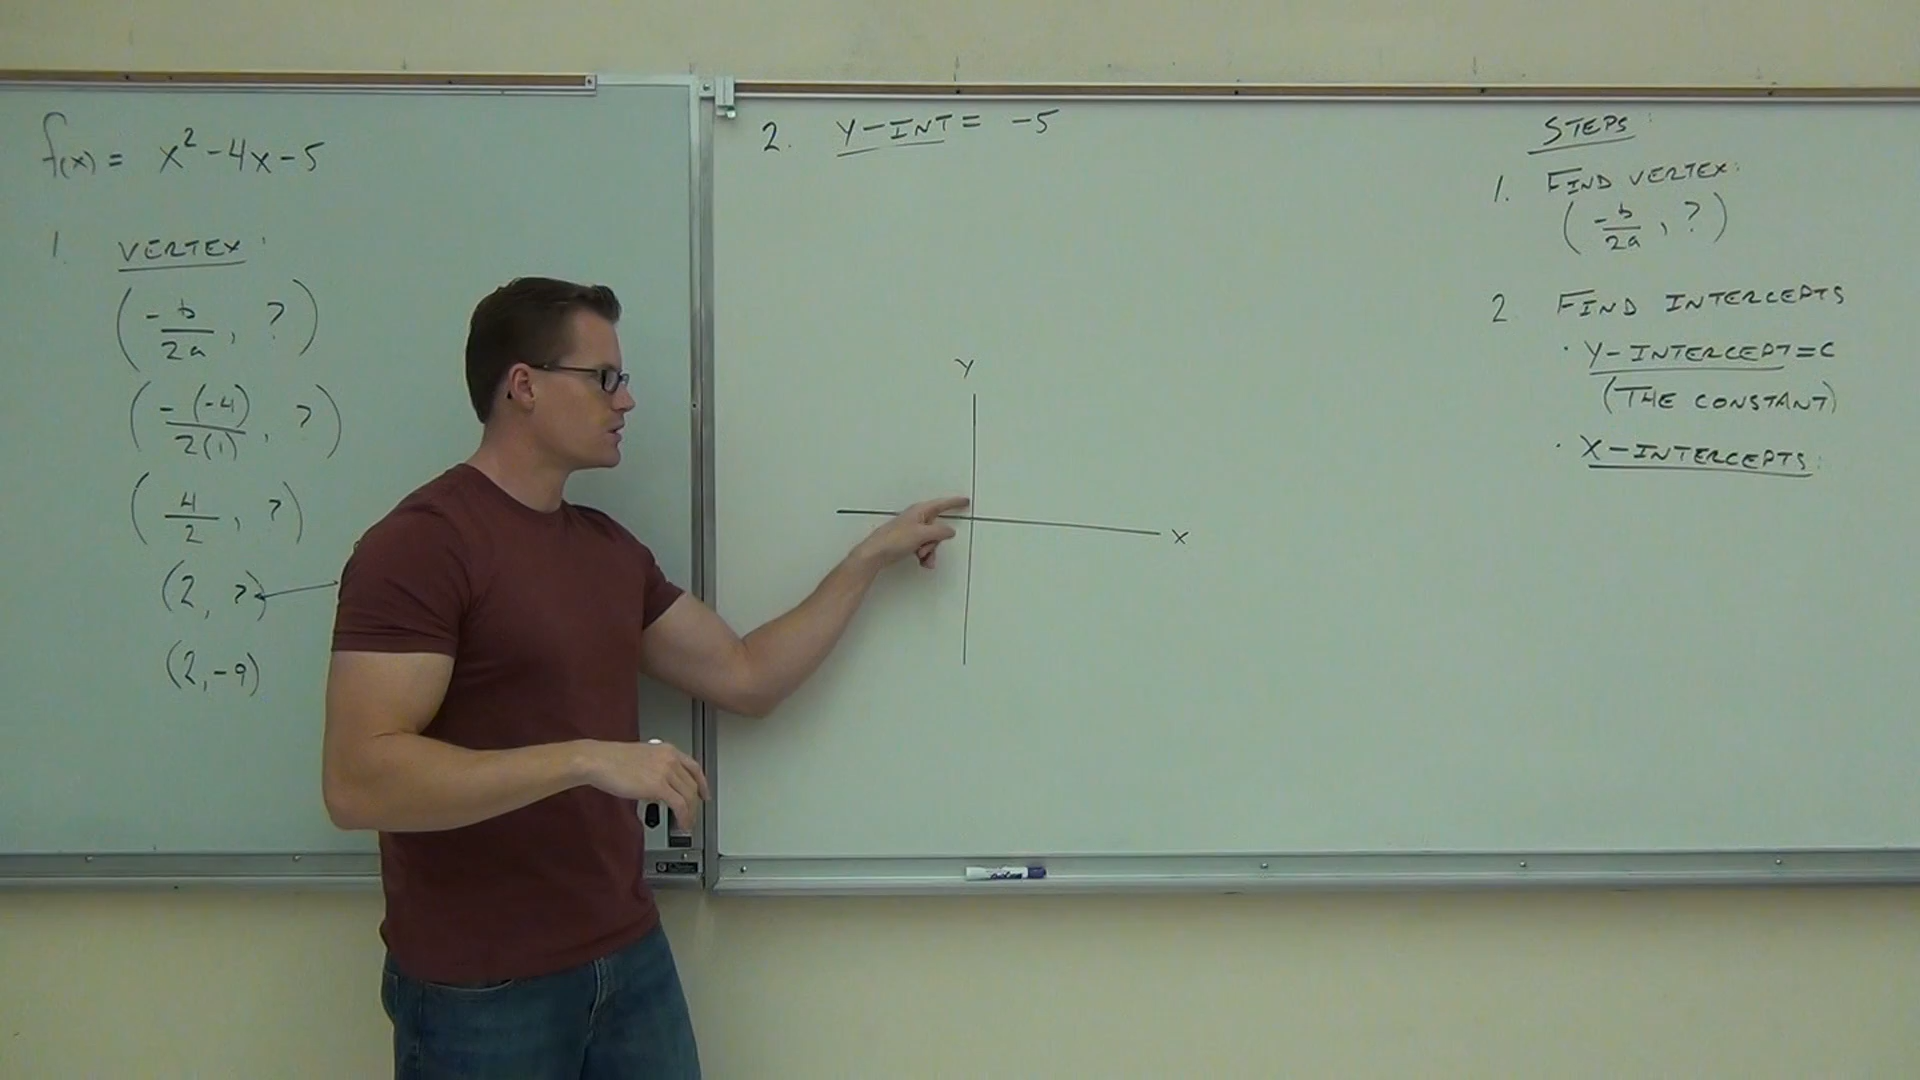 f(x) = x² - 4x - 5
1. VERTEX:
(-b/2a, ?)
(-(-4)/2(1), ?)
(4/2, ?)
(2, ?)
(2, -9)
2. Y-INT = -5
Y
X
STEPS:
1. FIND VERTEX:
(-b/2a, ?)
2 FIND INTERCEPTS
· Y-INTERCEPT = C
(THE CONSTANT)
· X-INTERCEPTS: